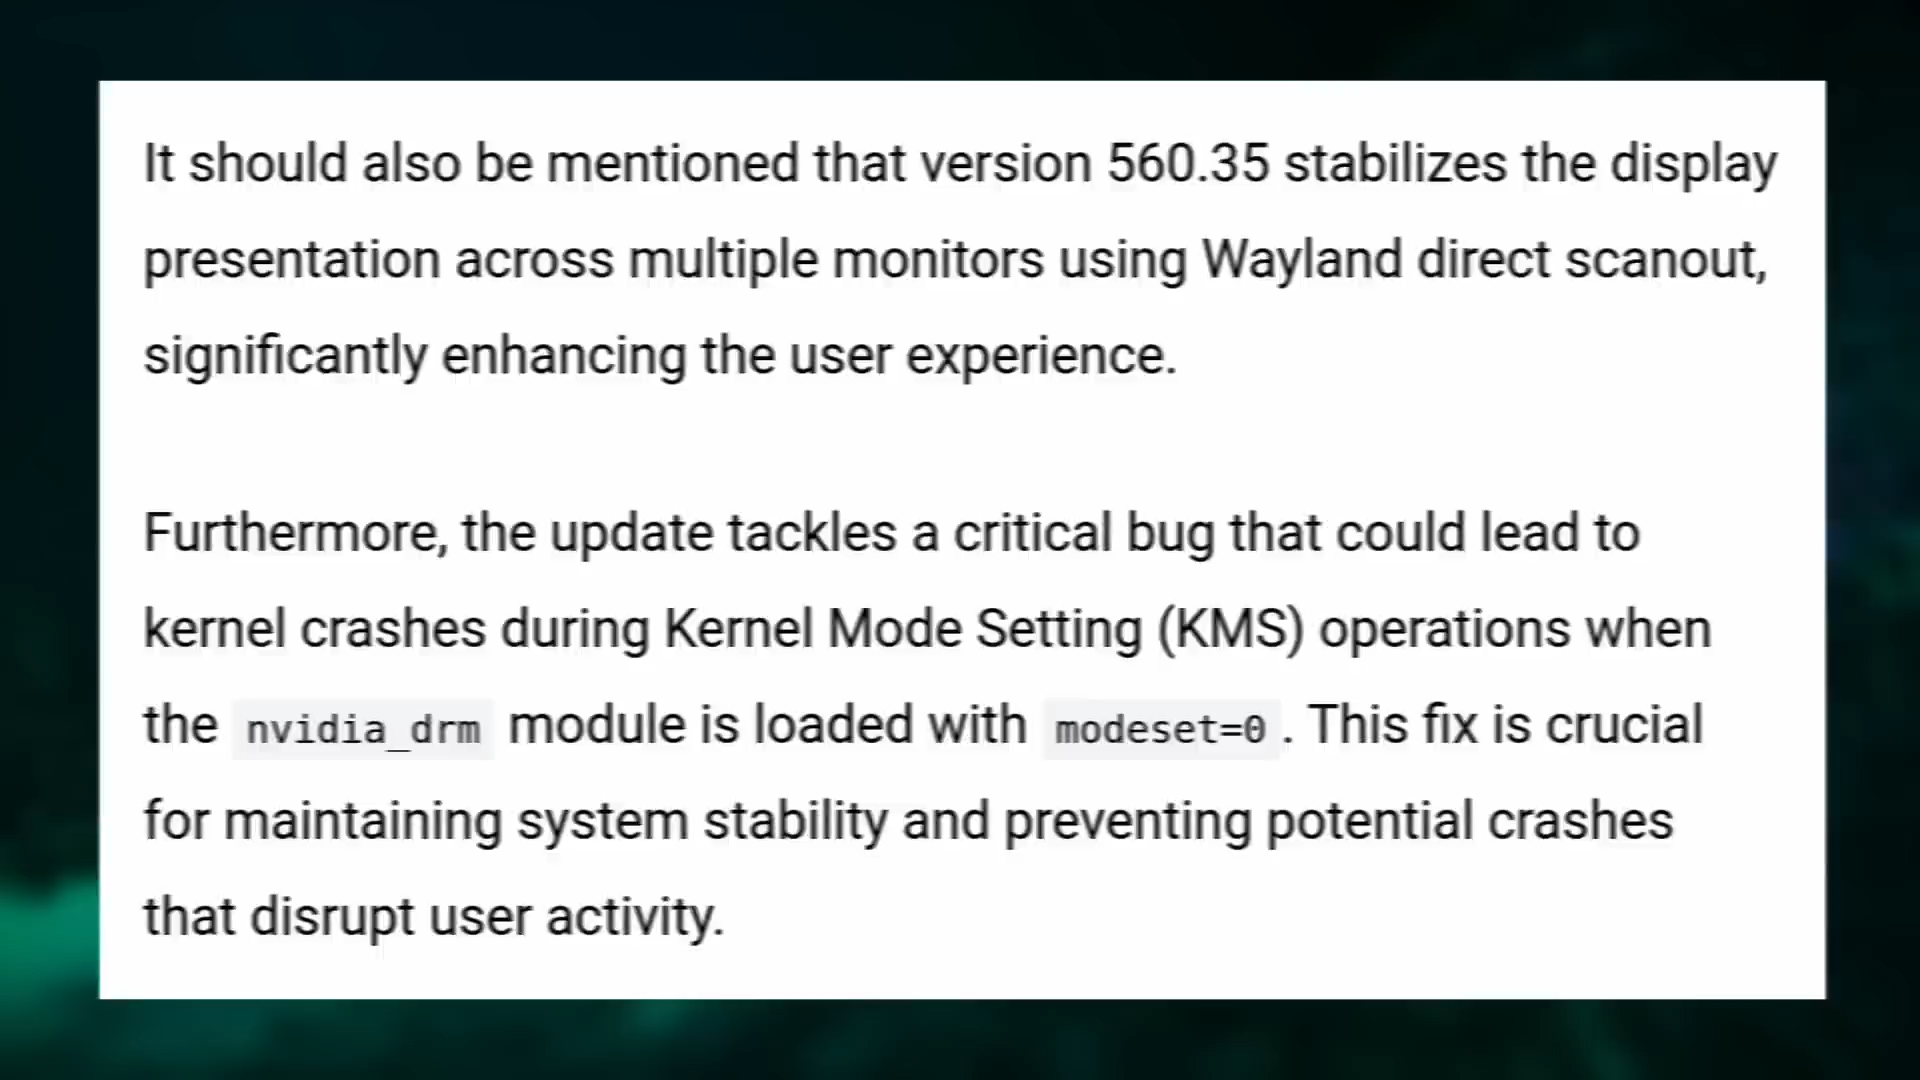 It should also be mentioned that version 560.35 stabilizes the display
presentation across multiple monitors using Wayland direct scanout,
significantly enhancing the user experience.
Furthermore, the update tackles a critical bug that could lead to
kernel crashes during Kernel Mode Setting (KMS) operations when
the nvidia_drm module is loaded with modeset=0. This fix is crucial
for maintaining system stability and preventing potential crashes
that disrupt user activity.